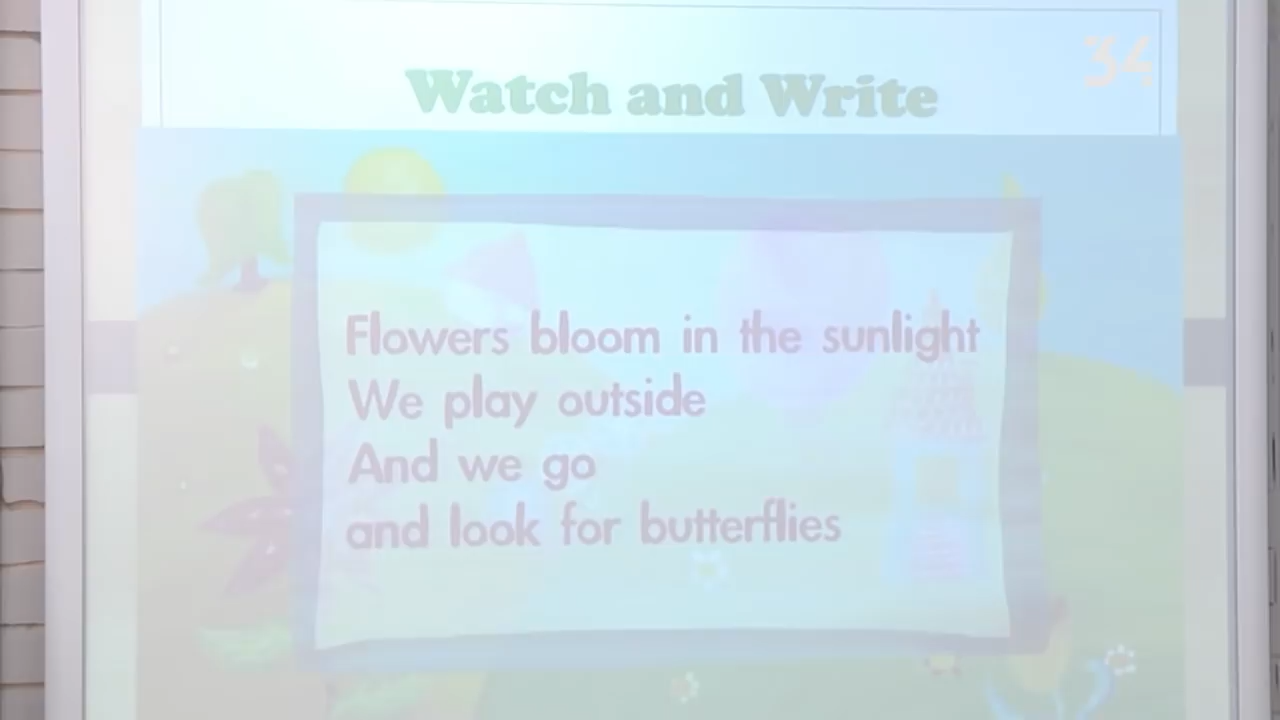 34
Watch and Write
Flowers bloom in the sunlight
We play outside
And we go
and look for butterflies